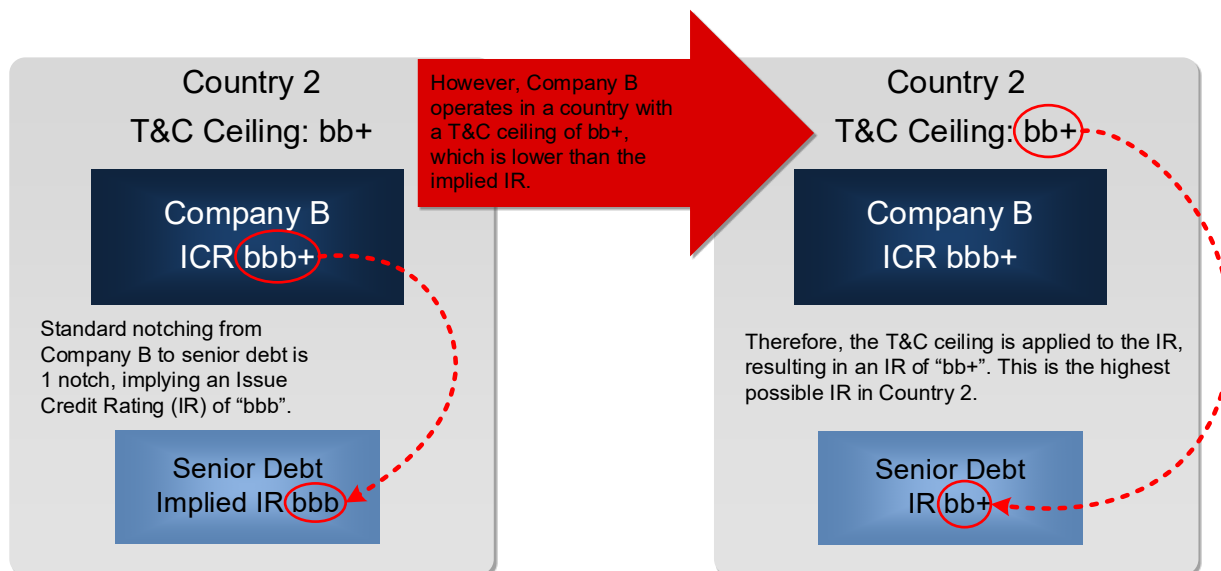 Country 2
T&C Ceiling: bb+
Company B
ICR bbb+
Standard notching from
Company B to senior debt is
1 notch, implying an Issue
Credit Rating (IR) of “bbb”.
Senior Debt
Implied IR bbb
However, Company B
operates in a country with
a T&C ceiling of bb+,
which is lower than the
implied IR.
Country 2
T&C Ceiling: bb+
Company B
ICR bbb+
Therefore, the T&C ceiling is applied to the IR,
resulting in an IR of “bb+”. This is the highest
possible IR in Country 2.
Senior Debt
IR bb+